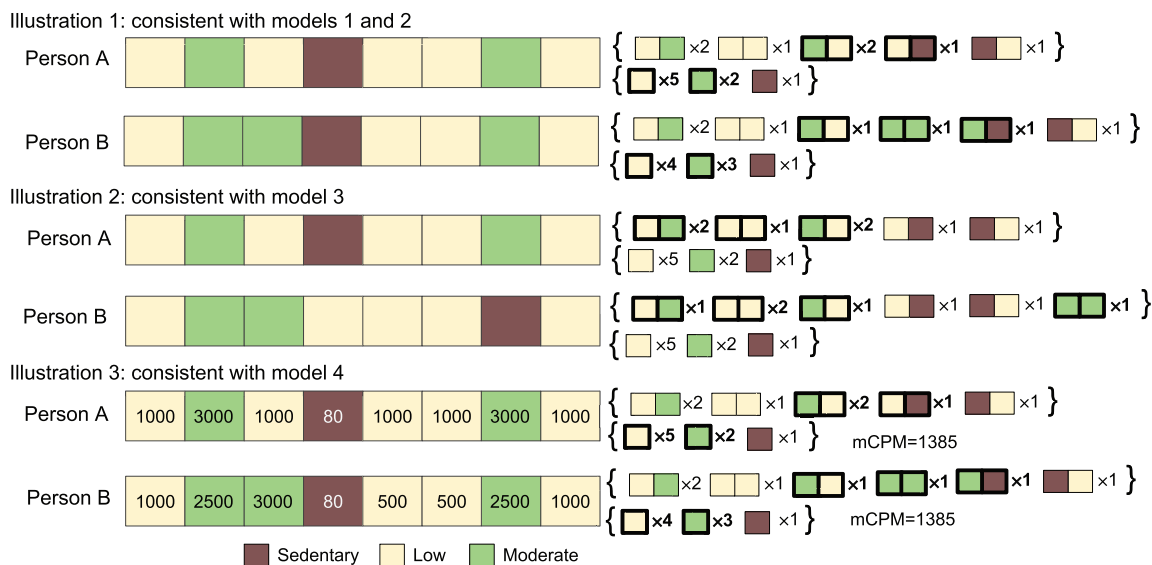 Illustration 1: consistent with models 1 and 2
Person A
{ ×2 ×1 ×2 ×1 ×1 }
{ ×5 ×2 ×1 }
Person B
{ ×2 ×1 ×1 ×1 ×1 ×1 }
{ ×4 ×3 ×1 }
Illustration 2: consistent with model 3
Person A
{ ×2 ×1 ×2 ×1 ×1 }
{ ×5 ×2 ×1 }
Person B
{ ×1 ×2 ×1 ×1 ×1 ×1 }
{ ×5 ×2 ×1 }
Illustration 3: consistent with model 4
Person A 1000 3000 1000 80 1000 1000 3000 1000
{ ×2 ×1 ×2 ×1 ×1 }
{ ×5 ×2 ×1 } mCPM=1385
Person B 1000 2500 3000 80 500 500 2500 1000
{ ×2 ×1 ×1 ×1 ×1 ×1 }
{ ×4 ×3 ×1 } mCPM=1385
Sedentary Low Moderate